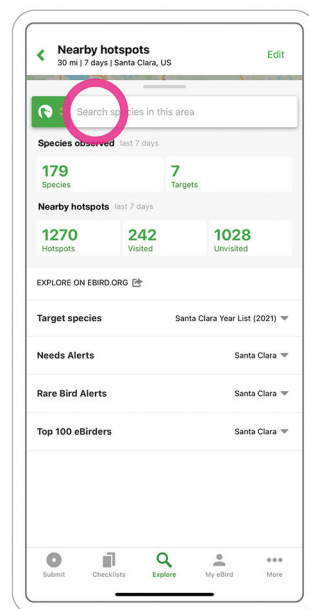 Nearby hotspots
30 mi | 7 days | Santa Clara, US
Edit
Search species in this area
Species observed last 7 days
179 7
Species Targets
Nearby hotspots last 7 days
1270 242 1028
Hotspots Visited Unvisited
EXPLORE ON EBIRD.ORG
Target species Santa Clara Year List (2021)
Needs Alerts Santa Clara
Rare Bird Alerts Santa Clara
Top 100 eBirders Santa Clara
Submit Checklists Explore My eBird More